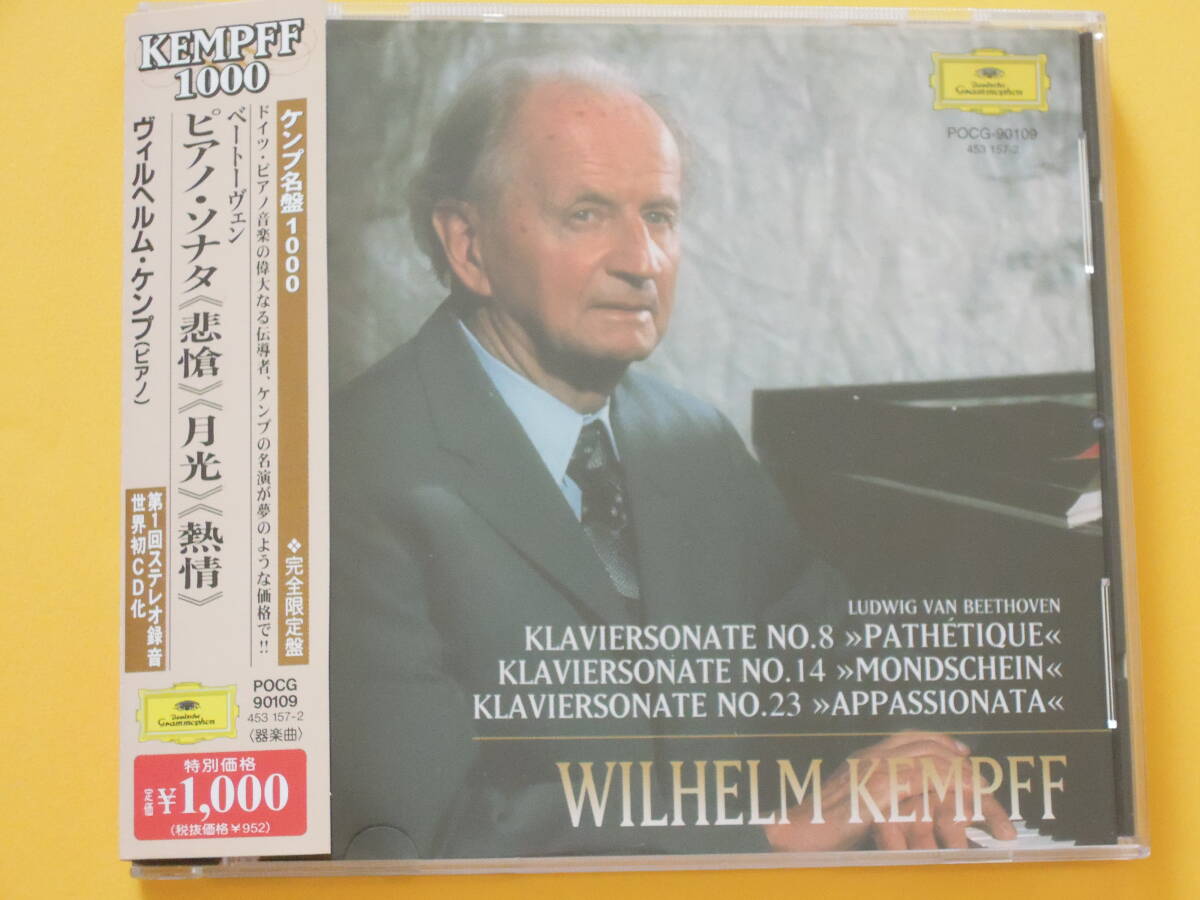 KEMPFF
1000
ケンプ名盤1000
❖完全限定盤
ドイツ・ピアノ音楽の偉大なる伝導者、ケンプの名演が夢のような価格で!!
ベートーヴェン
ピアノ・ソナタ《悲愴》《月光》《熱情》
ヴィルヘルム・ケンプ(ピアノ)
第1回ステレオ録音
世界初CD化
Deutsche
Grammophon
POCG
90109
453 157-2
〈器楽曲〉
特別価格
定価¥1,000
(税抜価格¥952)
Deutsche
Grammophon
POCG-90109
453 157-2
LUDWIG VAN BEETHOVEN
KLAVIERSONATE NO.8 »PATHÉTIQUE«
KLAVIERSONATE NO.14 »MONDSCHEIN«
KLAVIERSONATE NO.23 »APPASSIONATA«
WILHELM KEMPFF